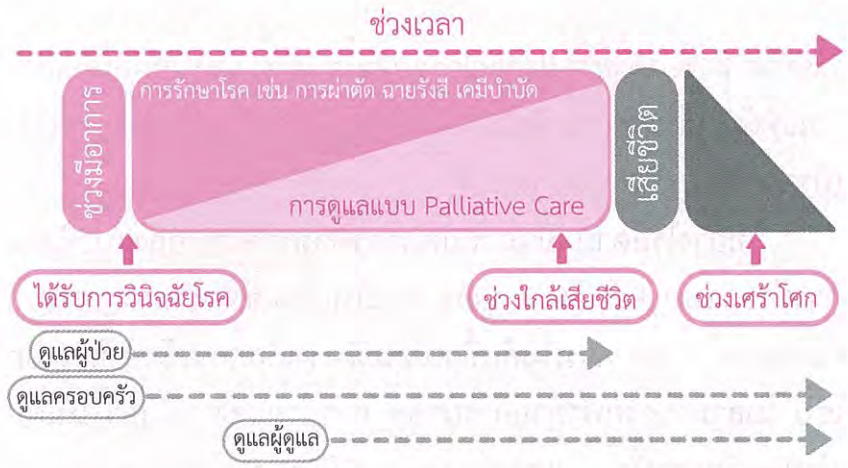 ช่วงเวลา
ช่วงมีอาการ
การรักษาโรค เช่น การผ่าตัด ฉายรังสี เคมีบำบัด
การดูแลแบบ Palliative Care
เสียชีวิต
ได้รับการวินิจฉัยโรค
ช่วงใกล้เสียชีวิต
ช่วงเศร้าโศก
ดูแลผู้ป่วย
ดูแลครอบครัว
ดูแลผู้ดูแล